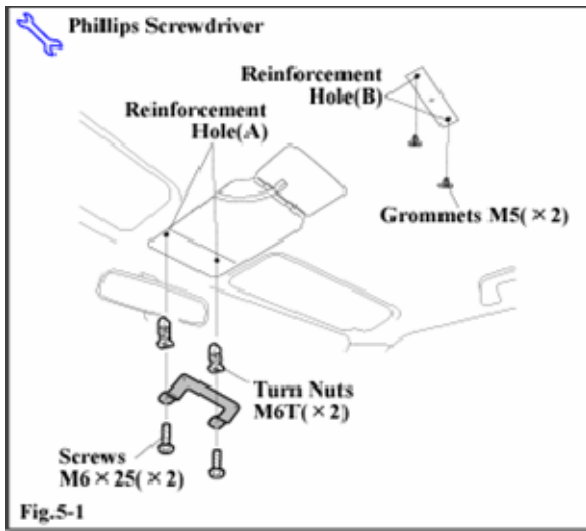 Phillips Screwdriver
Reinforcement
Hole(B)
Reinforcement
Hole(A)
Grommets M5(×2)
Turn Nuts
M6T(×2)
Screws
M6×25(×2)
Fig.5-1